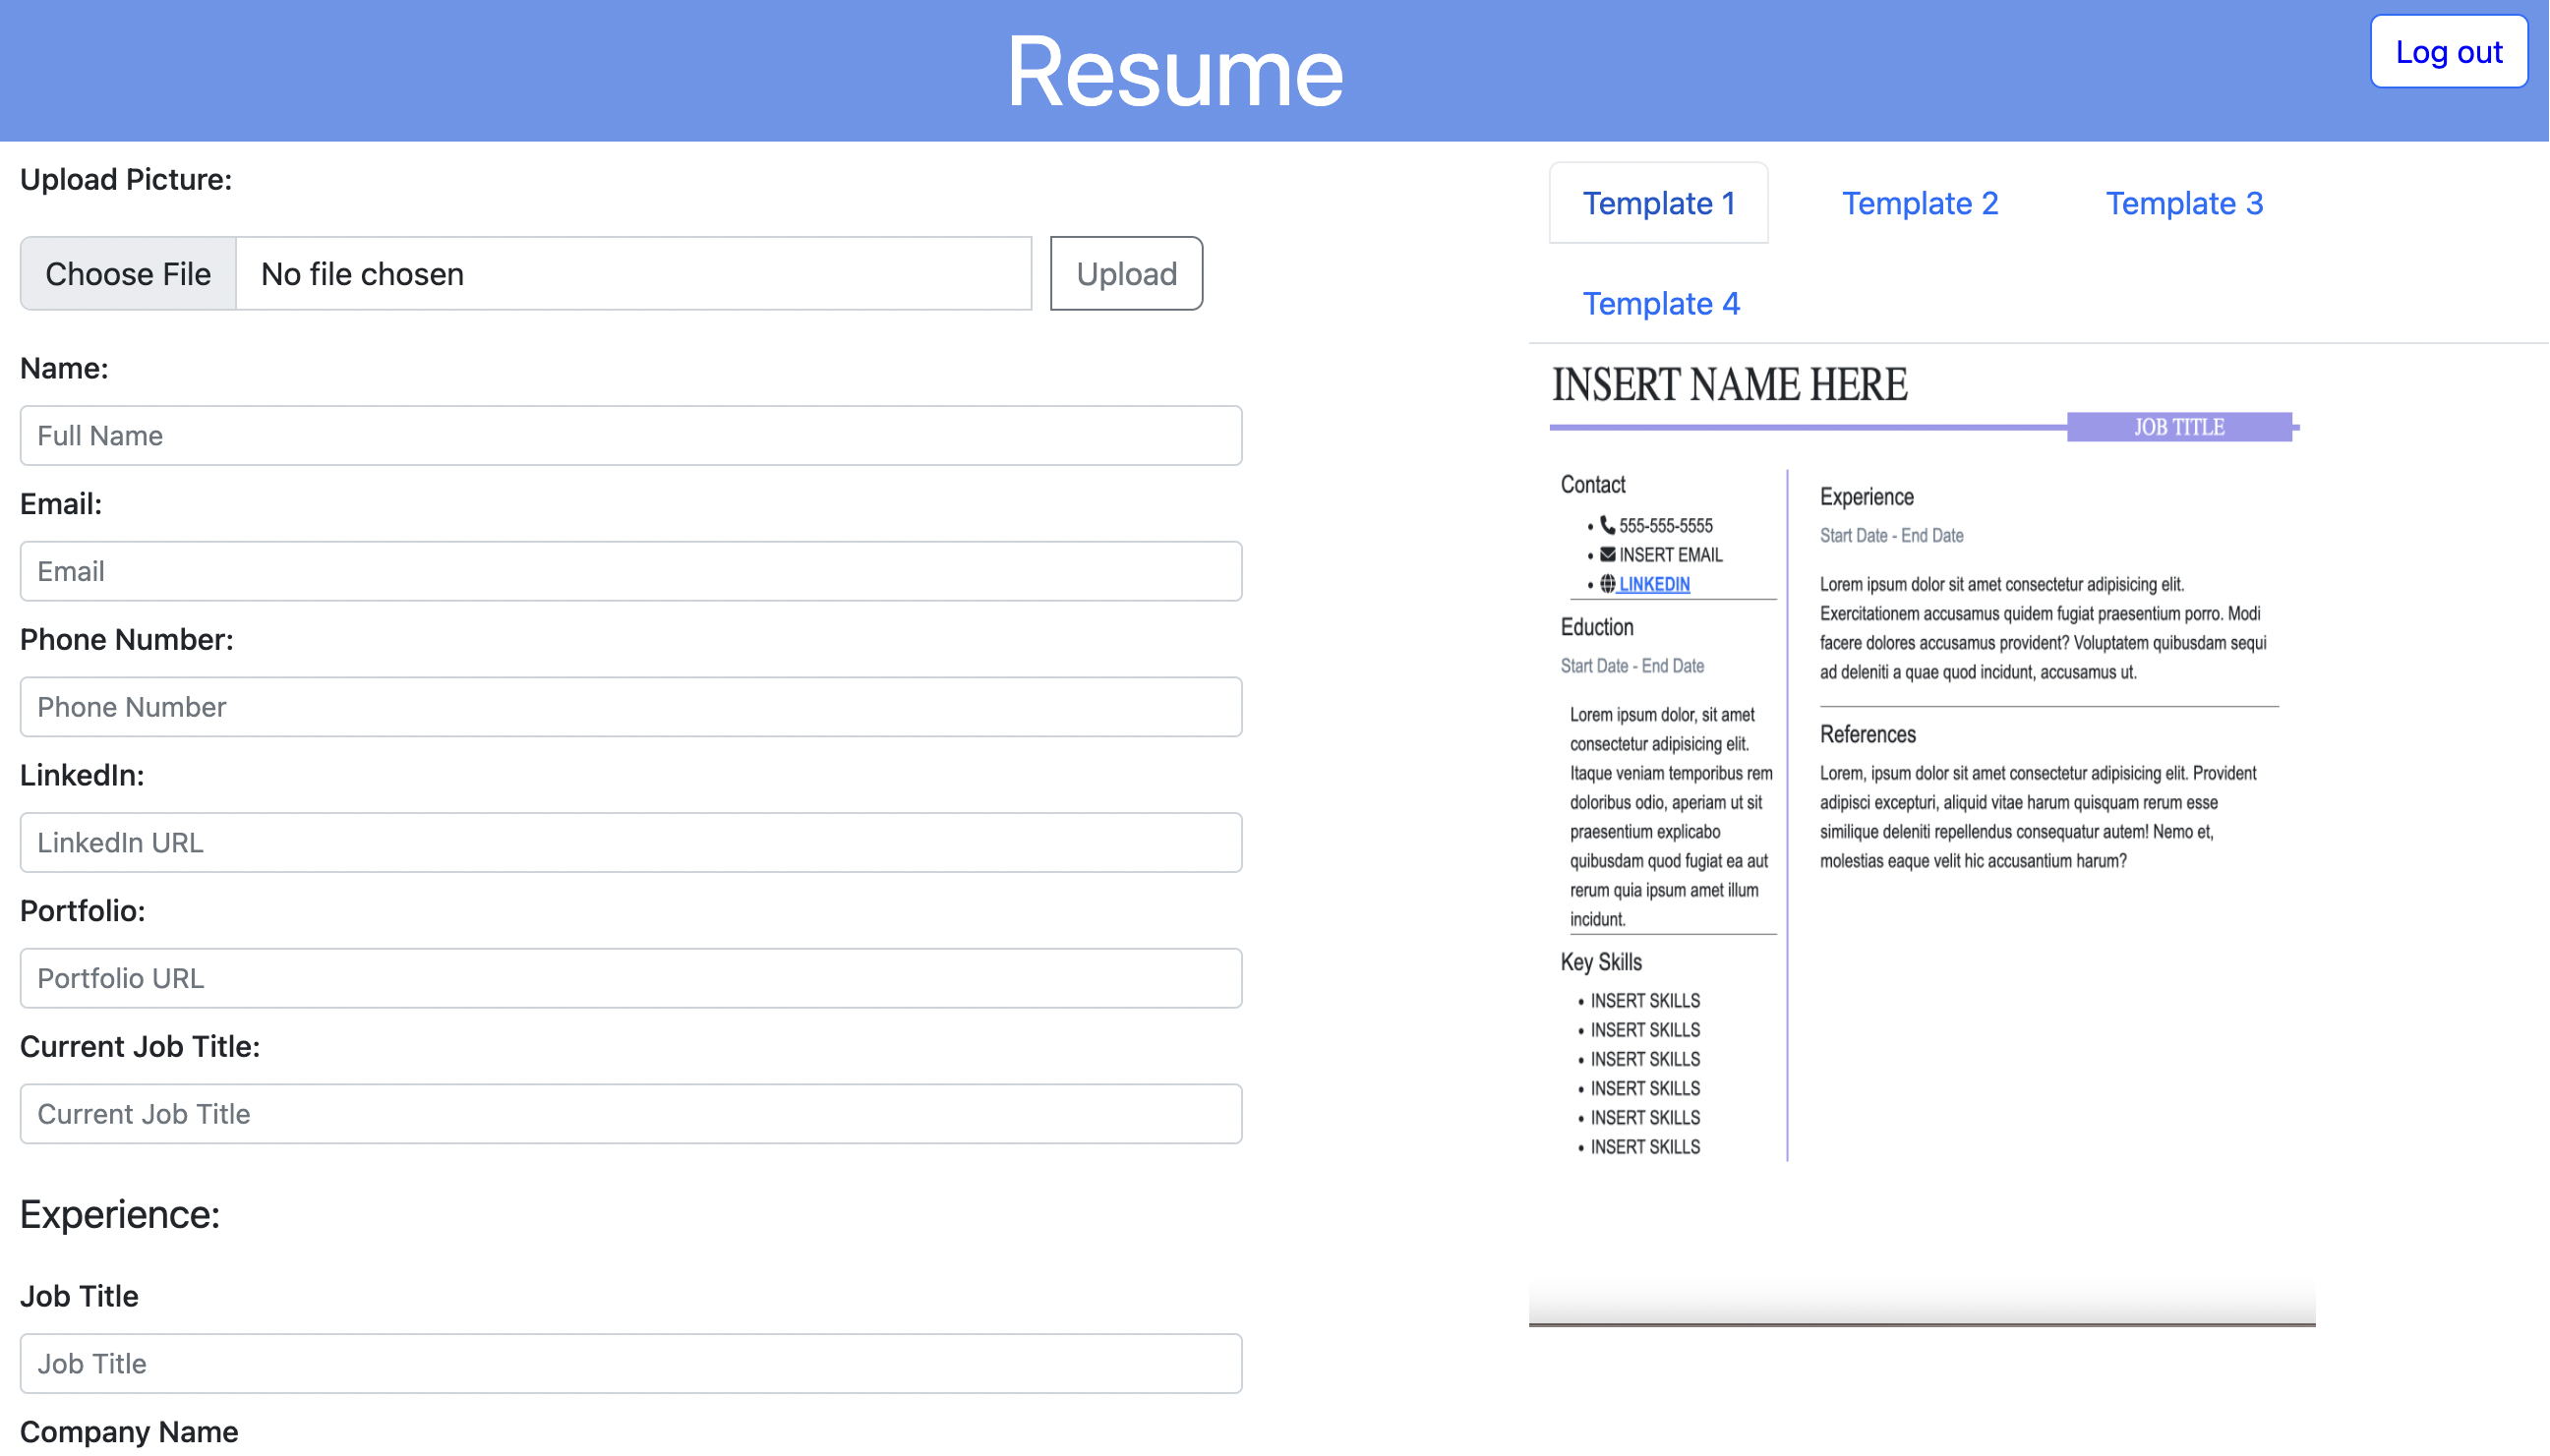 Resume
Log out
Upload Picture:
Choose File No file chosen Upload
Name:
Full Name
Email:
Email
Phone Number:
Phone Number
LinkedIn:
LinkedIn URL
Portfolio:
Portfolio URL
Current Job Title:
Current Job Title
Experience:
Job Title
Job Title
Company Name
Template 1 Template 2 Template 3
Template 4
INSERT NAME HERE
JOB TITLE
Contact
• 555-555-5555
• INSERT EMAIL
• LINKEDIN
Eduction
Start Date - End Date
Lorem ipsum dolor, sit amet
consectetur adipisicing elit.
Itaque veniam temporibus rem
doloribus odio, aperiam ut sit
praesentium explicabo
quibusdam quod fugiat ea aut
rerum quia ipsum amet illum
incidunt.
Key Skills
• INSERT SKILLS
• INSERT SKILLS
• INSERT SKILLS
• INSERT SKILLS
• INSERT SKILLS
• INSERT SKILLS
Experience
Start Date - End Date
Lorem ipsum dolor sit amet consectetur adipisicing elit.
Exercitationem accusamus quidem fugiat praesentium porro. Modi
facere dolores accusamus provident? Voluptatem quibusdam sequi
ad deleniti a quae quod incidunt, accusamus ut.
References
Lorem, ipsum dolor sit amet consectetur adipisicing elit. Provident
adipisci excepturi, aliquid vitae harum quisquam rerum esse
similique deleniti repellendus consequatur autem! Nemo et,
molestias eaque velit hic accusantium harum?